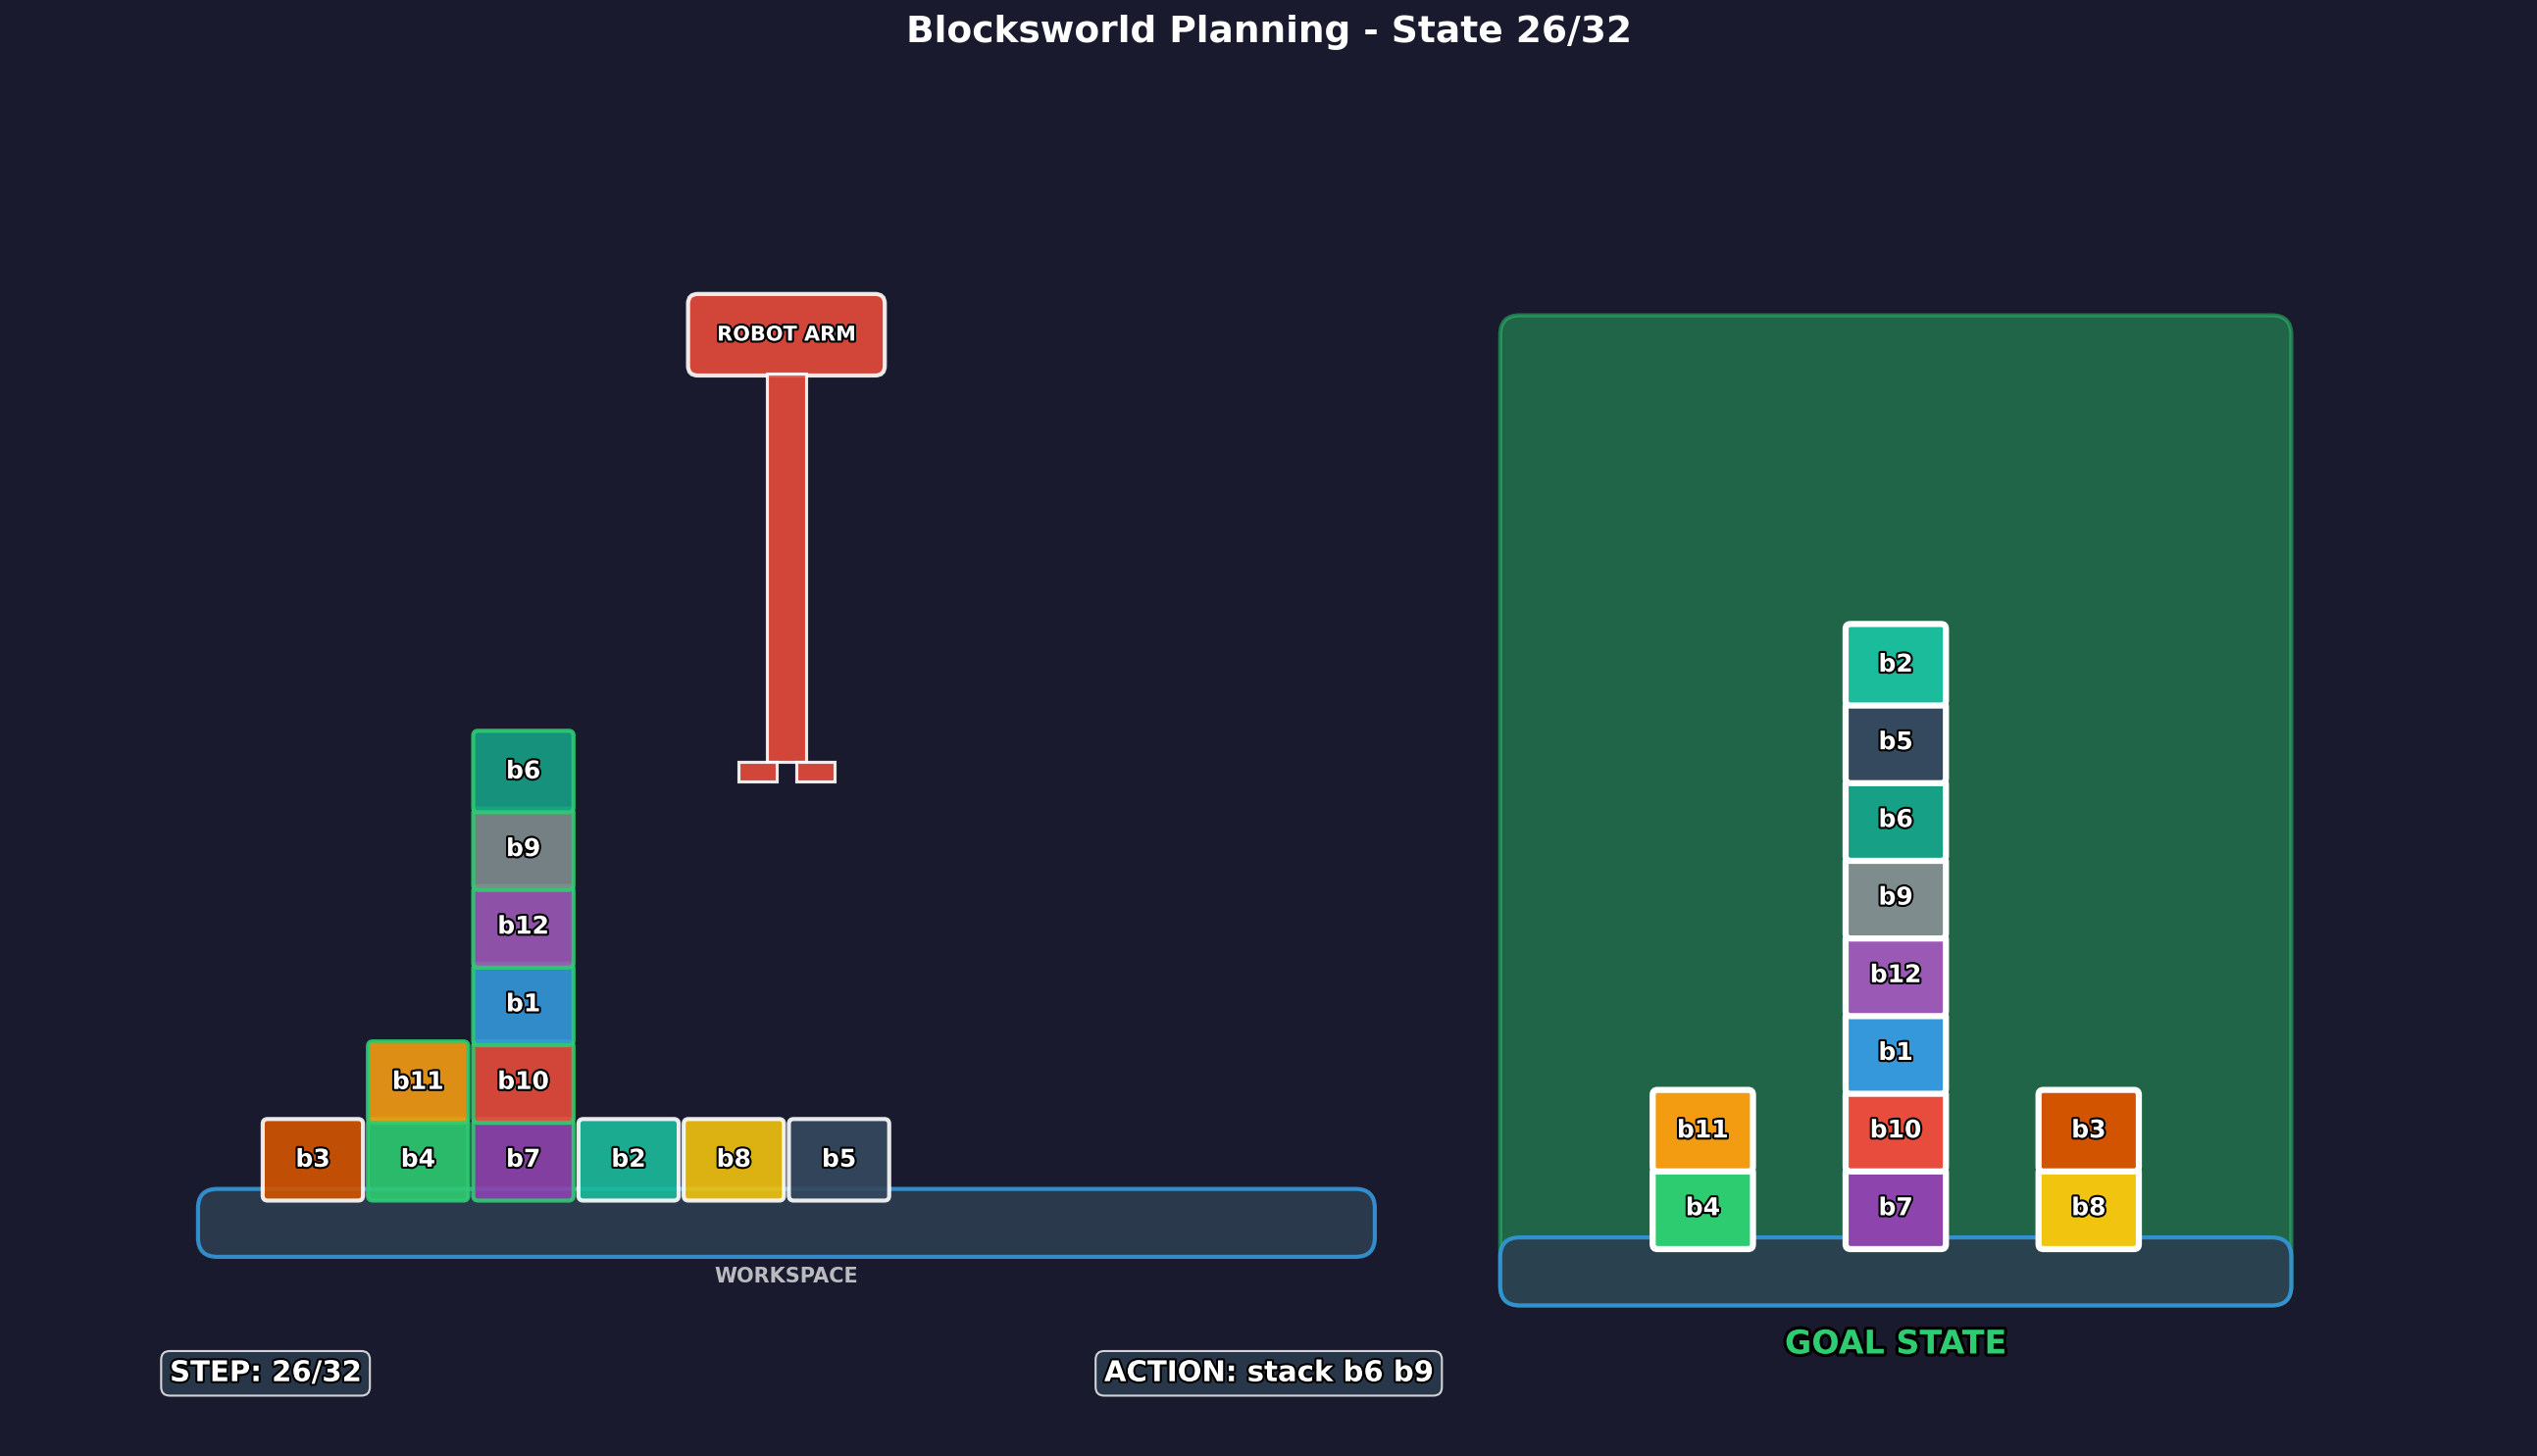 Blocksworld Planning - State 26/32
ROBOT ARM
b6
b9
b12
b1
b11 b10
b3 b4 b7 b2 b8 b5
WORKSPACE
b2
b5
b6
b9
b12
b1
b11 b10 b3
b4 b7 b8
GOAL STATE
STEP: 26/32
ACTION: stack b6 b9